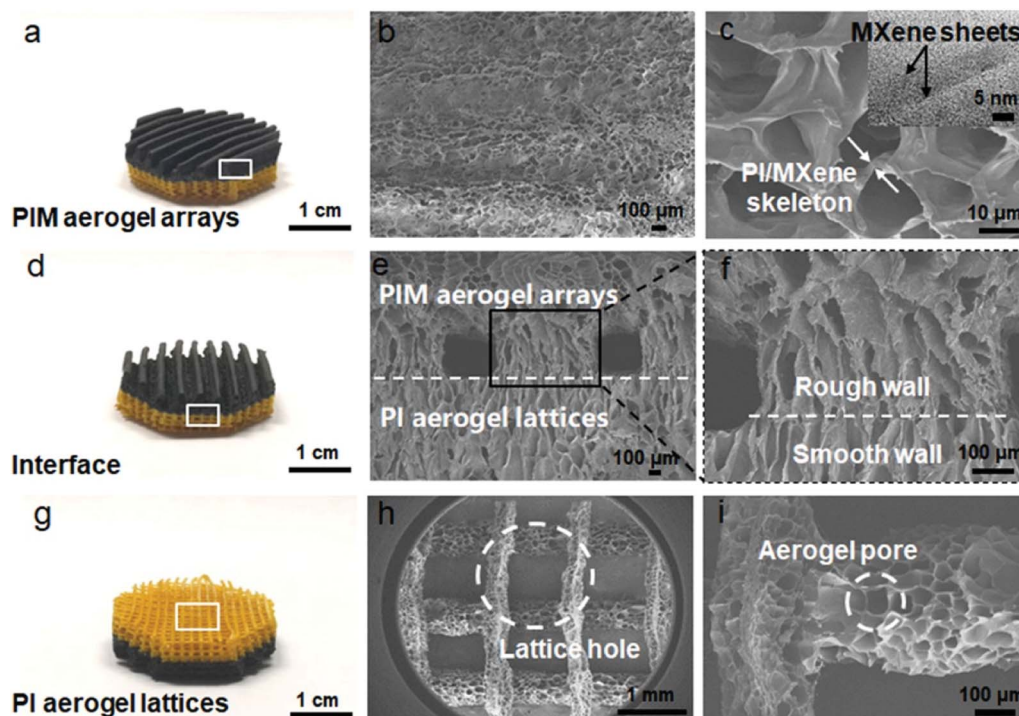 a
PIM aerogel arrays
1 cm
b
100 μm
c
MXene sheets
5 nm
PI/MXene
skeleton
10 μm
d
Interface
1 cm
e
PIM aerogel arrays
PI aerogel lattices
100 μm
f
Rough wall
Smooth wall
100 μm
g
PI aerogel lattices
1 cm
h
Lattice hole
1 mm
i
Aerogel pore
100 μm